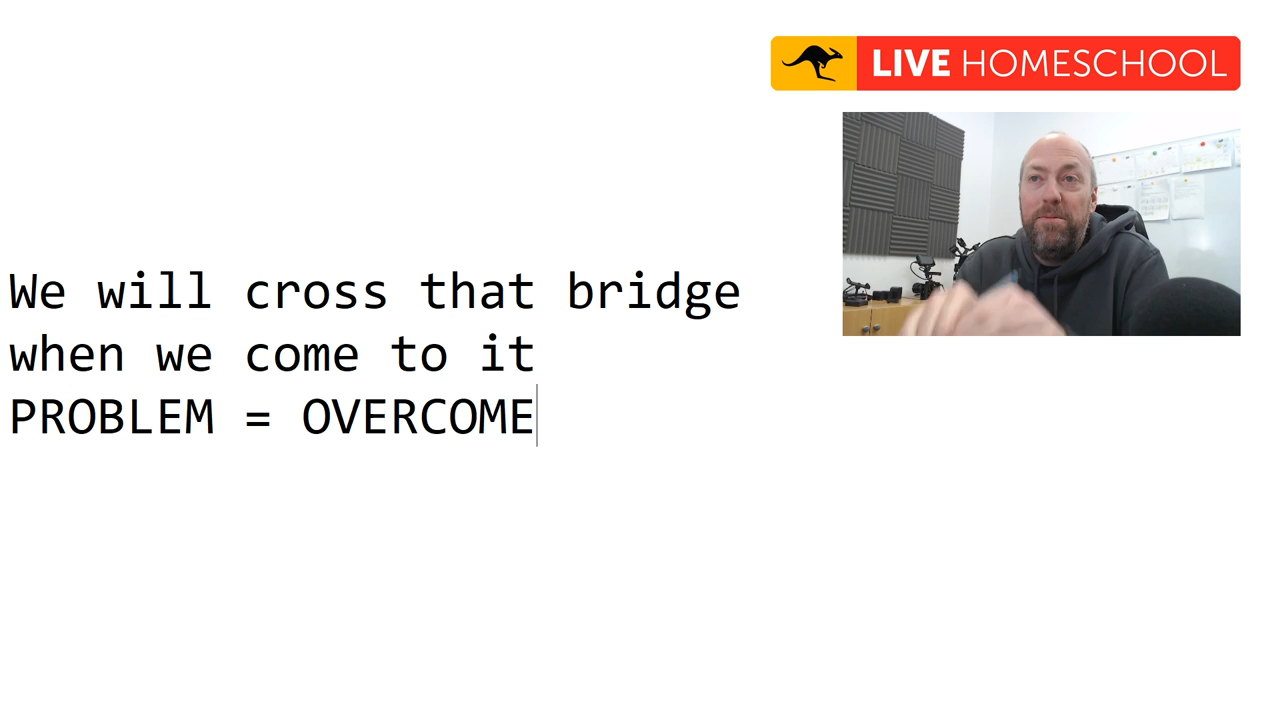 LIVE HOMESCHOOL
We will cross that bridge
when we come to it
PROBLEM = OVERCOME